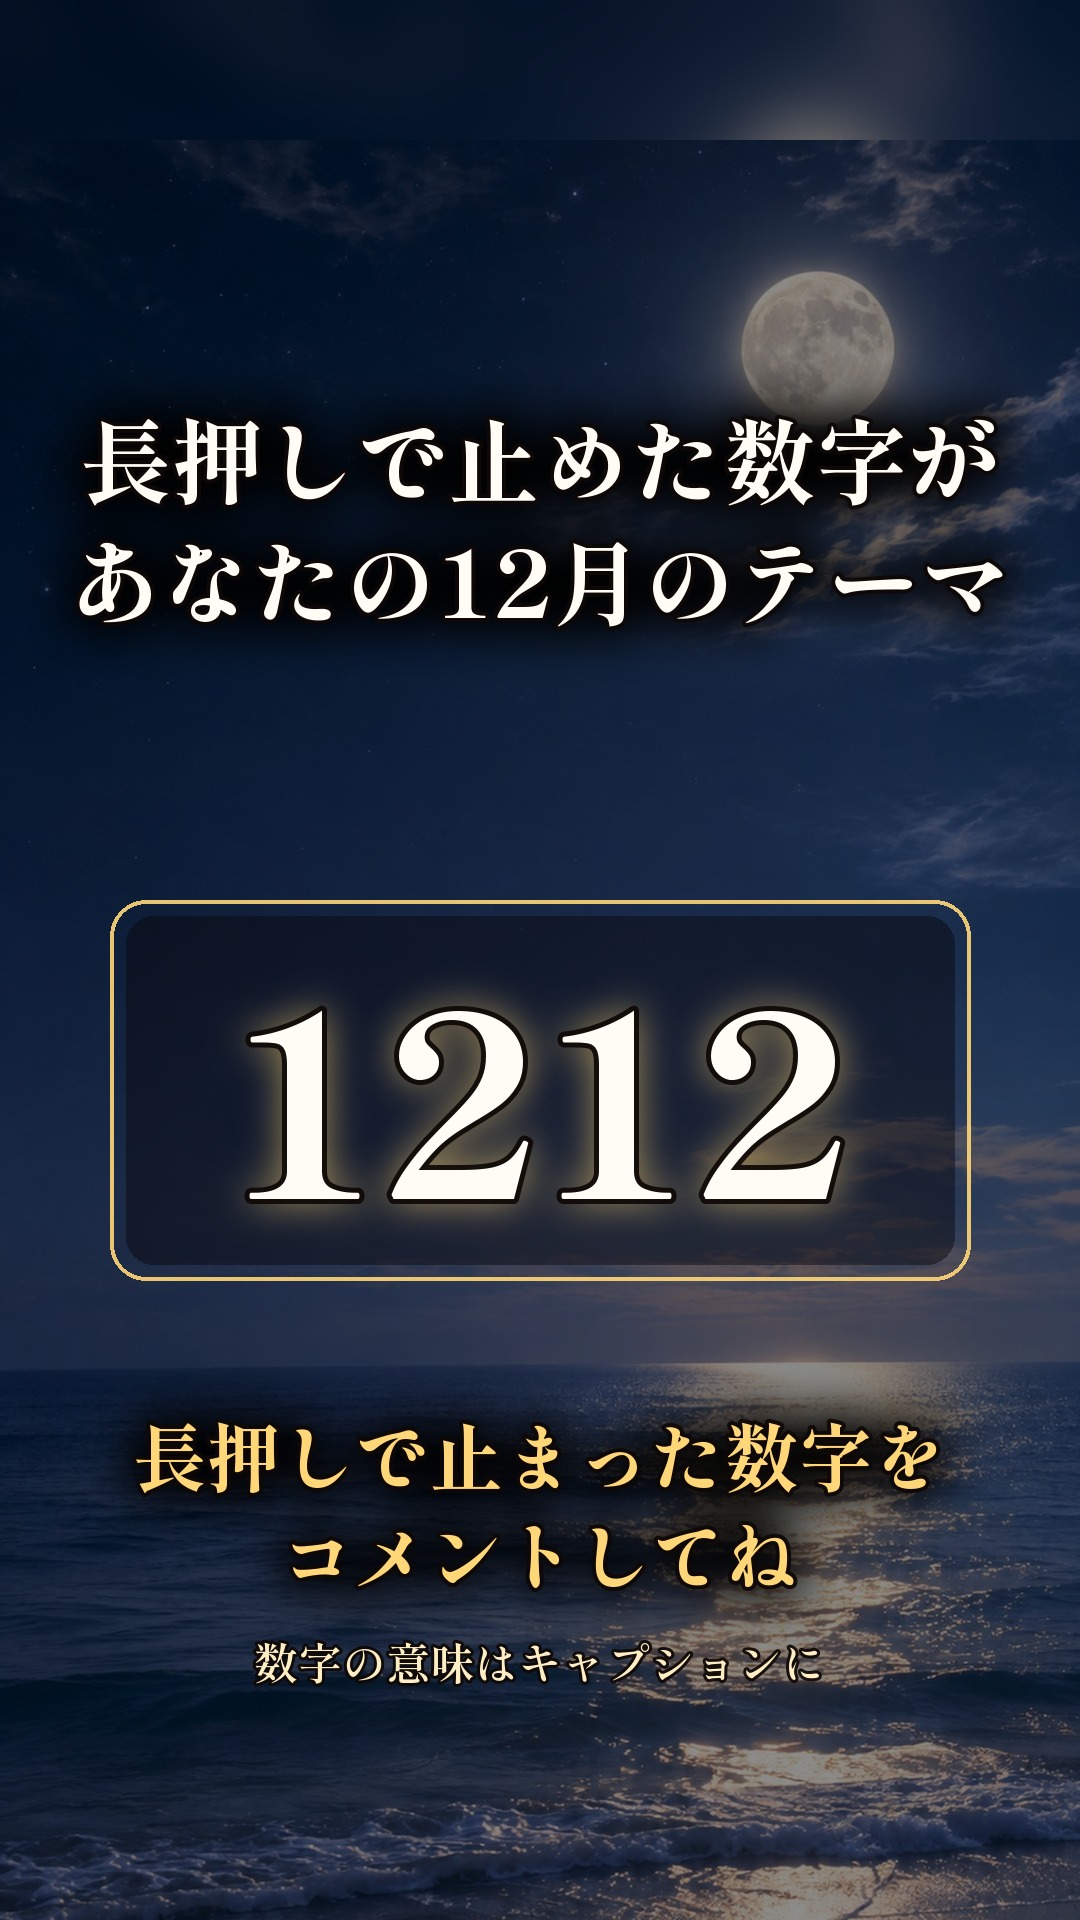 長押しで止めた数字が
あなたの12月のテーマ
1212
長押しで止まった数字を
コメントしてね
数字の意味はキャプションに